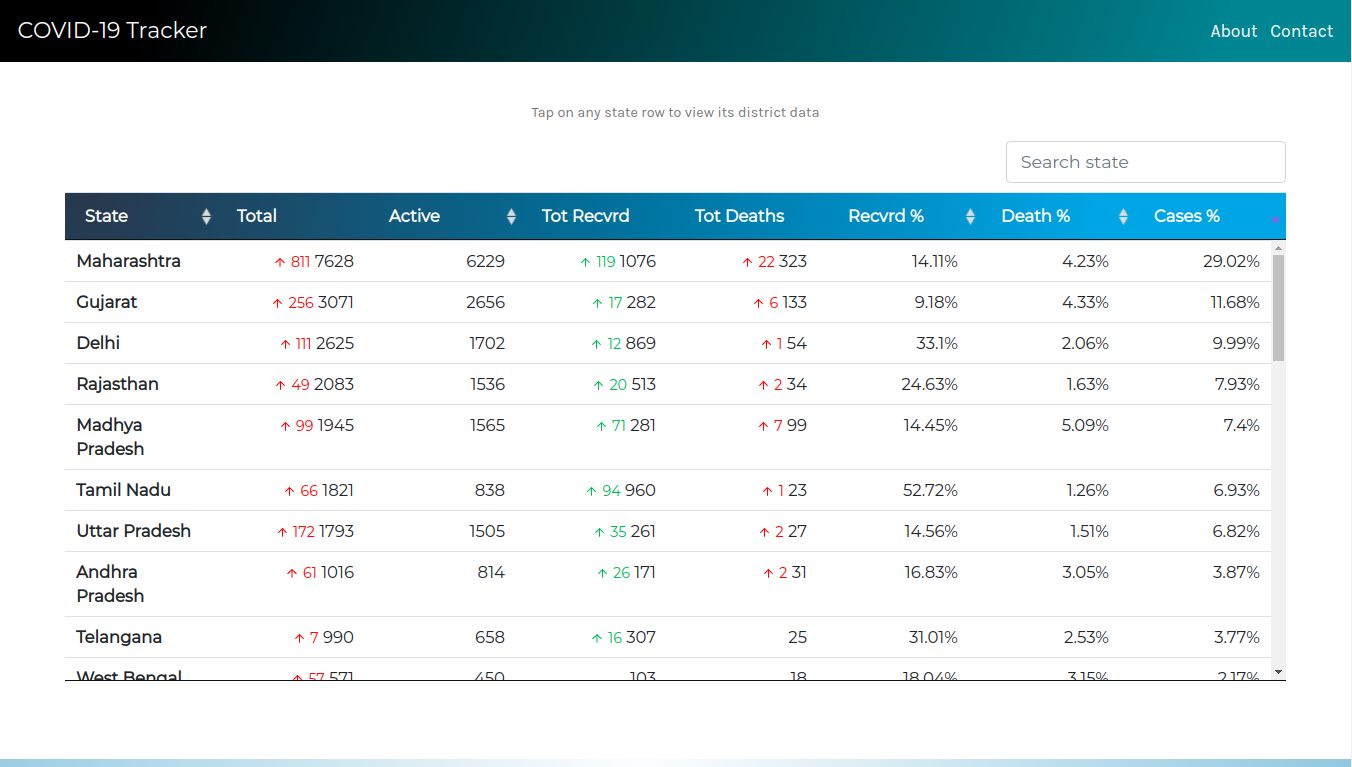 COVID-19 Tracker About Contact
Tap on any state row to view its district data
Search state
State Total Active Tot Recvrd Tot Deaths Recvrd % Death % Cases %
Maharashtra ↑ 811 7628 6229 ↑ 119 1076 ↑ 22 323 14.11% 4.23% 29.02%
Gujarat ↑ 256 3071 2656 ↑ 17 282 ↑ 6 133 9.18% 4.33% 11.68%
Delhi ↑ 111 2625 1702 ↑ 12 869 ↑ 1 54 33.1% 2.06% 9.99%
Rajasthan ↑ 49 2083 1536 ↑ 20 513 ↑ 2 34 24.63% 1.63% 7.93%
Madhya ↑ 99 1945 1565 ↑ 71 281 ↑ 7 99 14.45% 5.09% 7.4%
Pradesh
Tamil Nadu ↑ 66 1821 838 ↑ 94 960 ↑ 1 23 52.72% 1.26% 6.93%
Uttar Pradesh ↑ 172 1793 1505 ↑ 35 261 ↑ 2 27 14.56% 1.51% 6.82%
Andhra ↑ 61 1016 814 ↑ 26 171 ↑ 2 31 16.83% 3.05% 3.87%
Pradesh
Telangana ↑ 7 990 658 ↑ 16 307 25 31.01% 2.53% 3.77%
West Bengal ↑ 57 571 450 103 18 18.04% 3.15% 2.17%